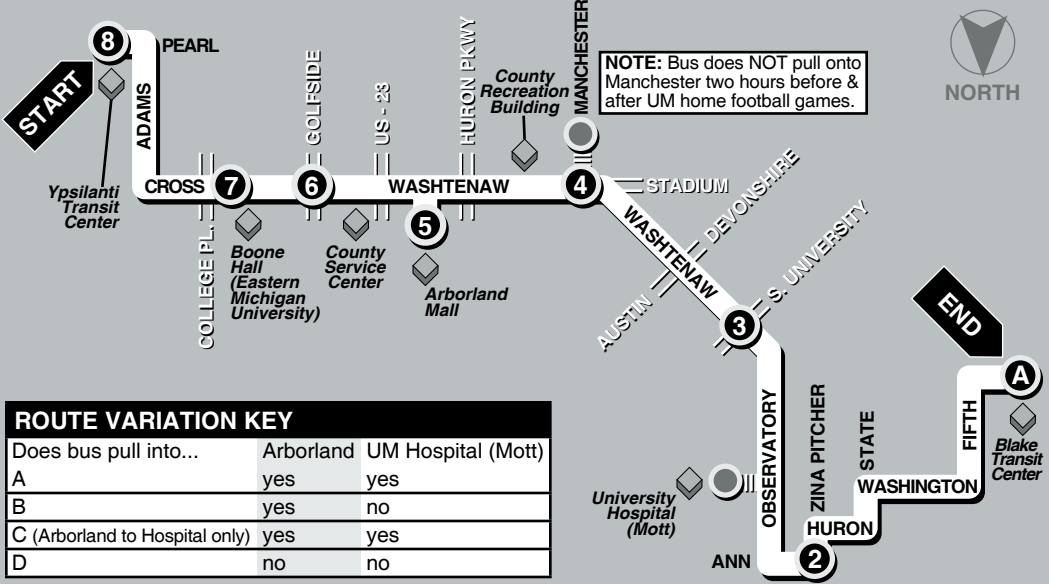 8
PEARL
START
ADAMS
Ypsilanti
Transit
Center
CROSS
COLLEGE PL.
7
Boone
Hall
(Eastern
Michigan
University)
GOLFSIDE
6
County
Service
Center
US - 23
WASHTENAW
5
Arborland
Mall
HURON PKWY
County
Recreation
Building
MANCHESTER
4
NOTE: Bus does NOT pull onto
Manchester two hours before &
after UM home football games.
NORTH
STADIUM
WASHTENAW
DEVONSHIRE
AUSTIN
S. UNIVERSITY
3
OBSERVATORY
University
Hospital
(Mott)
ANN
2
ZINA PITCHER
HURON
STATE
WASHINGTON
FIFTH
END
A
Blake
Transit
Center
ROUTE VARIATION KEY
Does bus pull into... Arborland UM Hospital (Mott)
A yes yes
B yes no
C (Arborland to Hospital only) yes yes
D no no